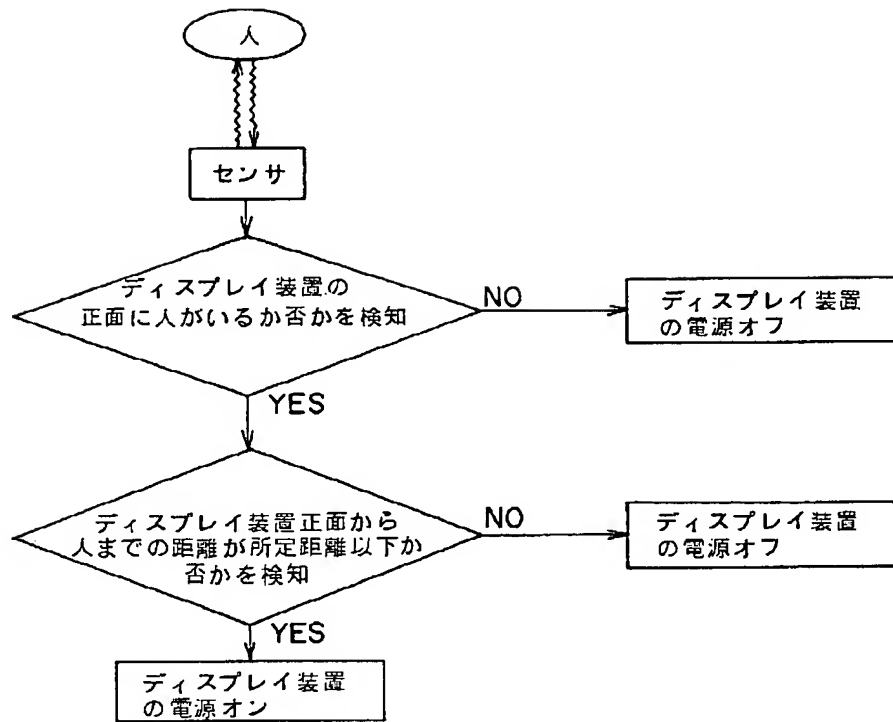 人
センサ
ディスプレイ装置の
正面に人がいるか否かを検知
NO
ディスプレイ装置
の電源オフ
YES
ディスプレイ装置正面から
人までの距離が所定距離以下か
否かを検知
NO
ディスプレイ装置
の電源オフ
YES
ディスプレイ装置
の電源オン